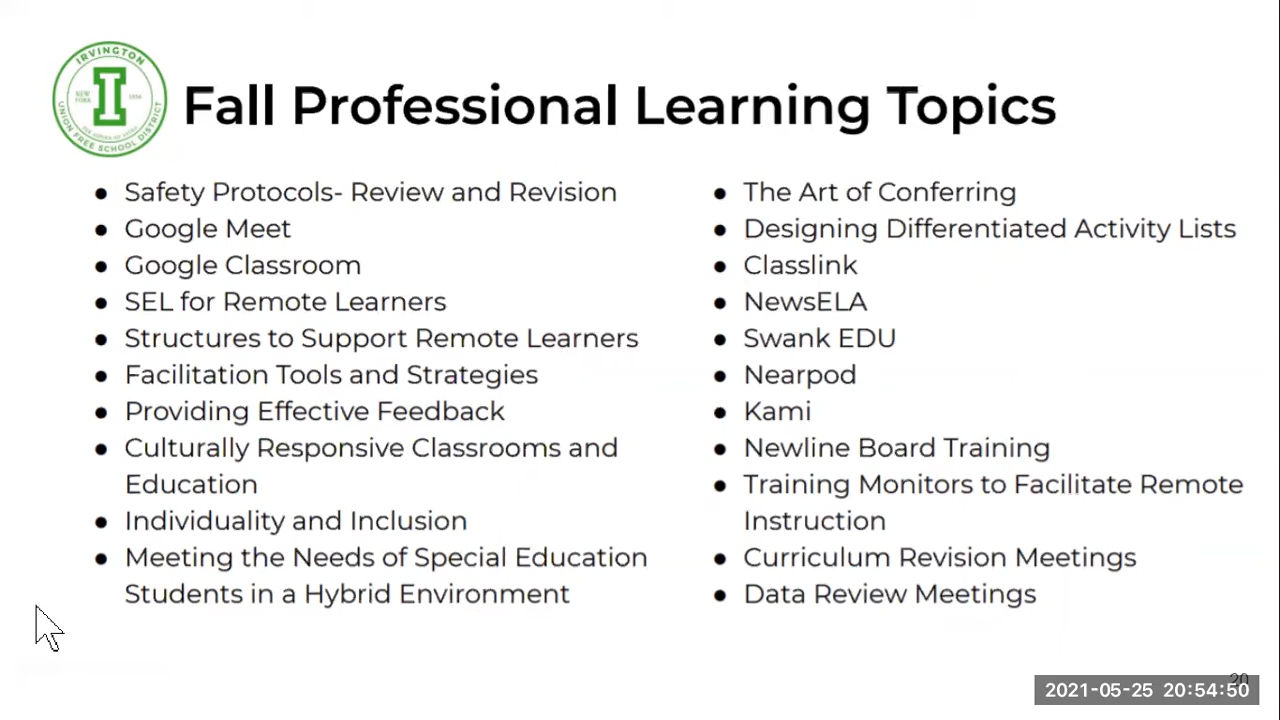 IRVINGTON
NEW YORK
1956
UNION FREE SCHOOL DISTRICT
Fall Professional Learning Topics
● Safety Protocols- Review and Revision
● Google Meet
● Google Classroom
● SEL for Remote Learners
● Structures to Support Remote Learners
● Facilitation Tools and Strategies
● Providing Effective Feedback
● Culturally Responsive Classrooms and
Education
● Individuality and Inclusion
● Meeting the Needs of Special Education
Students in a Hybrid Environment
● The Art of Conferring
● Designing Differentiated Activity Lists
● Classlink
● NewsELA
● Swank EDU
● Nearpod
● Kami
● Newline Board Training
● Training Monitors to Facilitate Remote
Instruction
● Curriculum Revision Meetings
● Data Review Meetings
20
2021-05-25 20:54:50